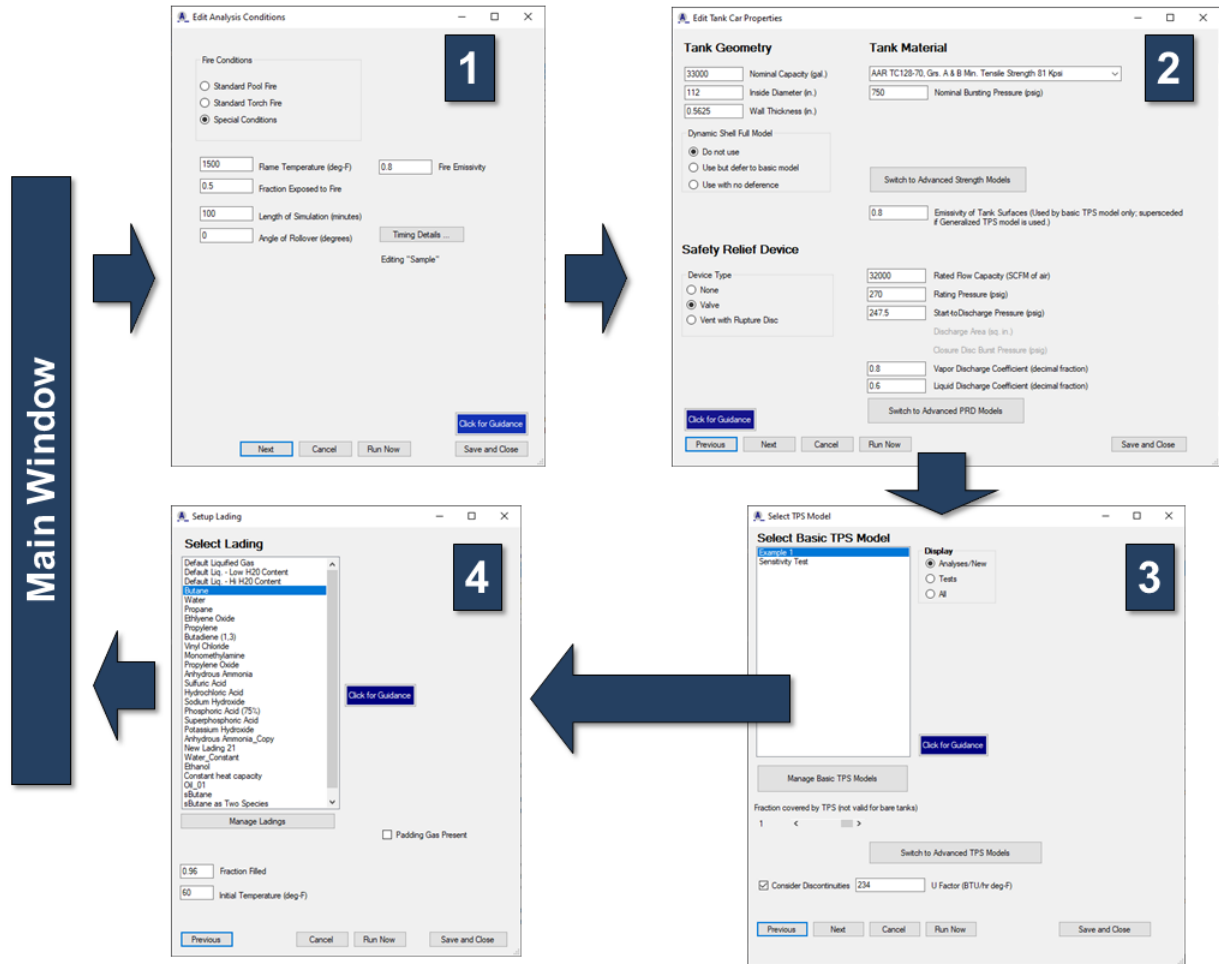 Main Window
Edit Analysis Conditions
1
Fire Conditions
Standard Pool Fire
Standard Torch Fire
Special Conditions
1500 Flame Temperature (deg-F) 0.8 Fire Emissivity
0.5 Fraction Exposed to Fire
100 Length of Simulation (minutes)
0 Angle of Rollover (degrees) Timing Details ...
Editing "Sample"
Click for Guidance
Next Cancel Run Now Save and Close
Edit Tank Car Properties
2
Tank Geometry Tank Material
33000 Nominal Capacity (gal.) AAR TC128-70, Grs. A & B Min. Tensile Strength 81 Kpsi
112 Inside Diameter (in.) 750 Nominal Bursting Pressure (psig)
0.5625 Wall Thickness (in.)
Dynamic Shell Full Model
Do not use
Use but defer to basic model
Use with no deference
Switch to Advanced Strength Models
0.8 Emissivity of Tank Surfaces (Used by basic TPS model only; supersceded
if Generalized TPS model is used.)
Safety Relief Device
Device Type
None
Valve
Vent with Rupture Disc
32000 Rated Flow Capacity (SCFM of air)
270 Rating Pressure (psig)
247.5 Start-toDischarge Pressure (psig)
Discharge Area (sq. in.)
Closure Disc Burst Pressure (psig)
0.8 Vapor Discharge Coefficient (decimal fraction)
0.6 Liquid Discharge Coefficient (decimal fraction)
Switch to Advanced PRD Models
Click for Guidance
Previous Next Cancel Run Now Save and Close
Select TPS Model
3
Select Basic TPS Model
Example 1
Sensitivity Test
Display
Analyses/New
Tests
All
Click for Guidance
Manage Basic TPS Models
Fraction covered by TPS (not valid for bare tanks)
1 < >
Switch to Advanced TPS Models
Consider Discontinuities 234 U Factor (BTU/hr deg-F)
Previous Next Cancel Run Now Save and Close
Setup Lading
4
Select Lading
Default Liqufied Gas
Default Liq. - Low H20 Content
Default Liq. - Hi H20 Content
Butane
Water
Propane
Ethlyene Oxide
Propylene
Butadiene (1,3)
Vinyl Chloride
Monomethylamine
Propylene Oxide
Anhydrous Ammonia
Sulfuric Acid
Hydrochloric Acid
Sodium Hydroxide
Phosphoric Acid (75%)
Superphosphoric Acid
Potassium Hydroxide
Anhydrous Ammonia_Copy
New Lading 21
Water_Constant
Ethanol
Constant heat capacity
Oil_01
sButane
sButane as Two Species
Click for Guidance
Manage Ladings
Padding Gas Present
0.96 Fraction Filled
60 Initial Temperature (deg-F)
Previous Cancel Run Now Save and Close